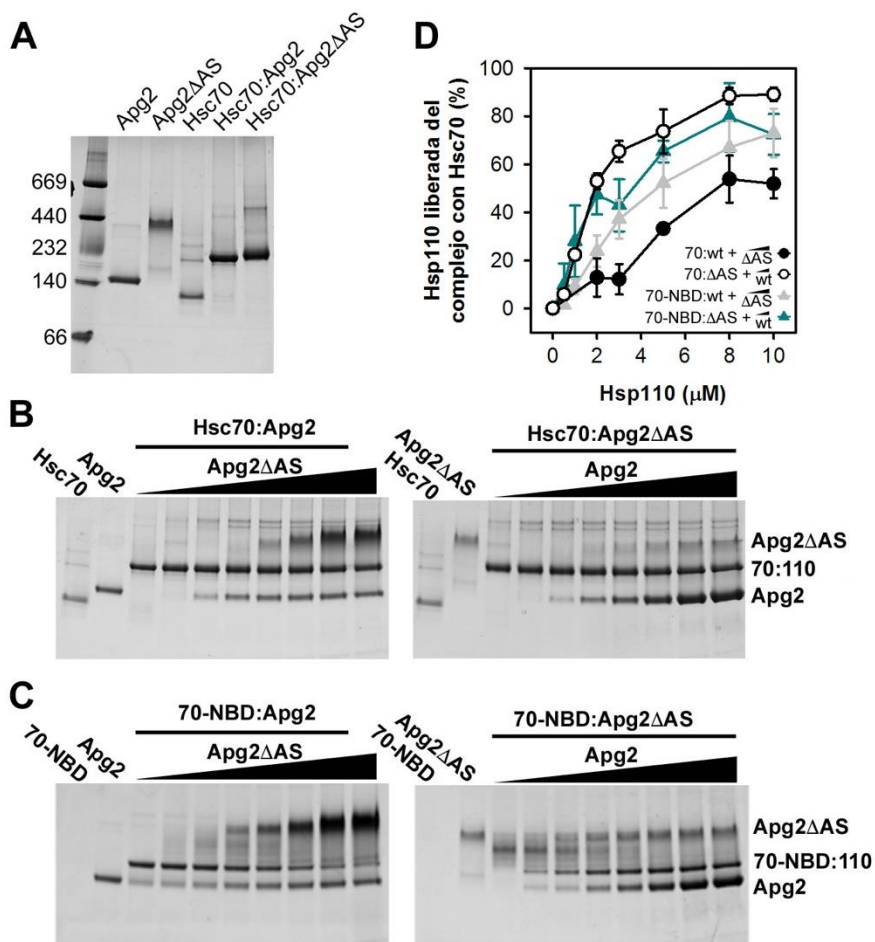 A
Apg2
Apg2ΔAS
Hsc70
Hsc70:Apg2
Hsc70:Apg2ΔAS
669
440
232
140
66
D
Hsp110 liberada del
complejo con Hsc70 (%)
100
80
60
40
20
0
70:wt + ΔAS
70:ΔAS + wt
70-NBD:wt + ΔAS
70-NBD:ΔAS + wt
0 2 4 6 8 10
Hsp110 (µM)
B
Hsc70
Apg2
Hsc70:Apg2
Apg2ΔAS
Hsc70
Apg2ΔAS
Hsc70:Apg2ΔAS
Apg2
Apg2ΔAS
70:110
Apg2
C
70-NBD
Apg2
70-NBD:Apg2
Apg2ΔAS
70-NBD
Apg2ΔAS
70-NBD:Apg2ΔAS
Apg2
Apg2ΔAS
70-NBD:110
Apg2